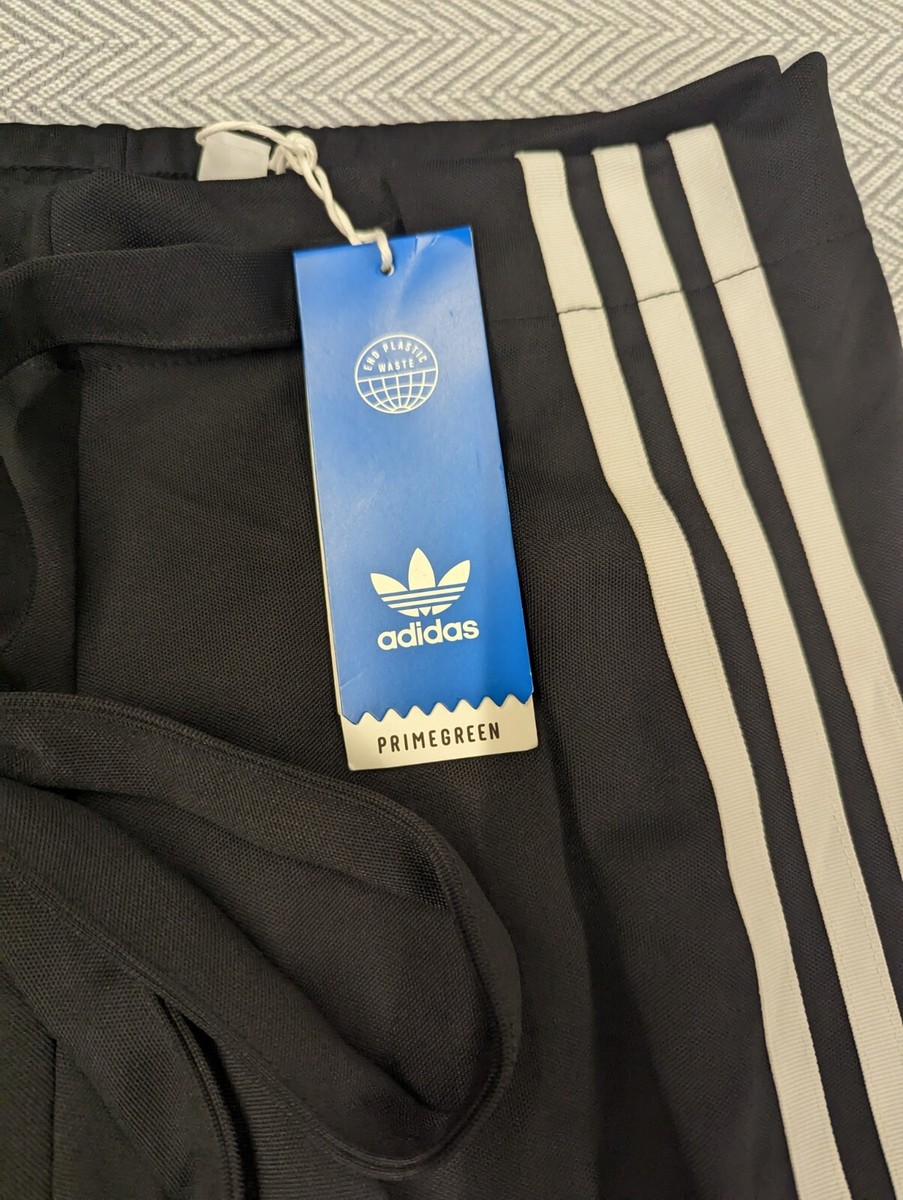 END PLASTIC
WASTE
adidas
PRIMEGREEN